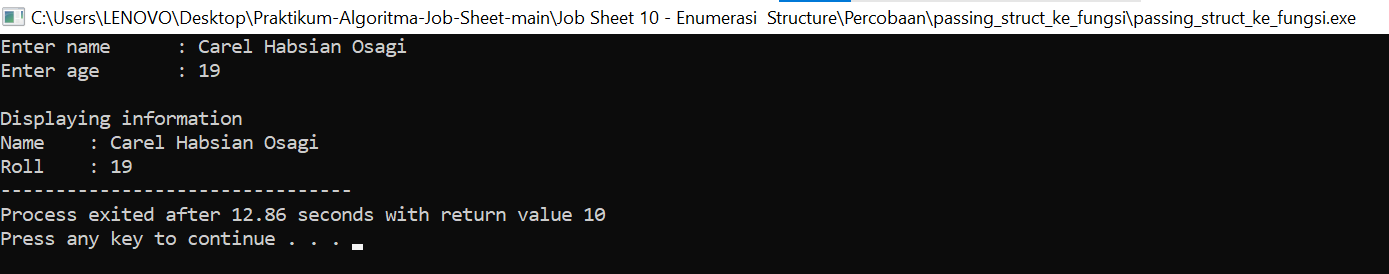 C:\Users\LENOVO\Desktop\Praktikum-Algoritma-Job-Sheet-main\Job Sheet 10 - Enumerasi  Structure\Percobaan\passing_struct_ke_fungsi\passing_struct_ke_fungsi.exe
Enter name      : Carel Habsian Osagi
Enter age       : 19
Displaying information
Name    : Carel Habsian Osagi
Roll    : 19
--------------------------------
Process exited after 12.86 seconds with return value 10
Press any key to continue . . .